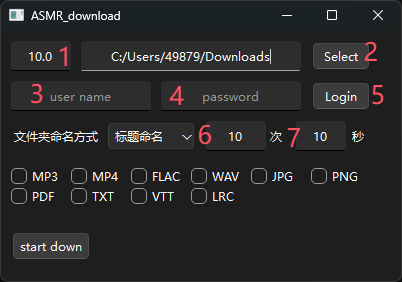 ASMR_download
10.0 1 C:/Users/49879/Downloads Select 2
3 user name 4 password Login 5
文件夹命名方式 标题命名 6 10 次 7 10 秒
MP3 MP4 FLAC WAV JPG PNG
PDF TXT VTT LRC
start down